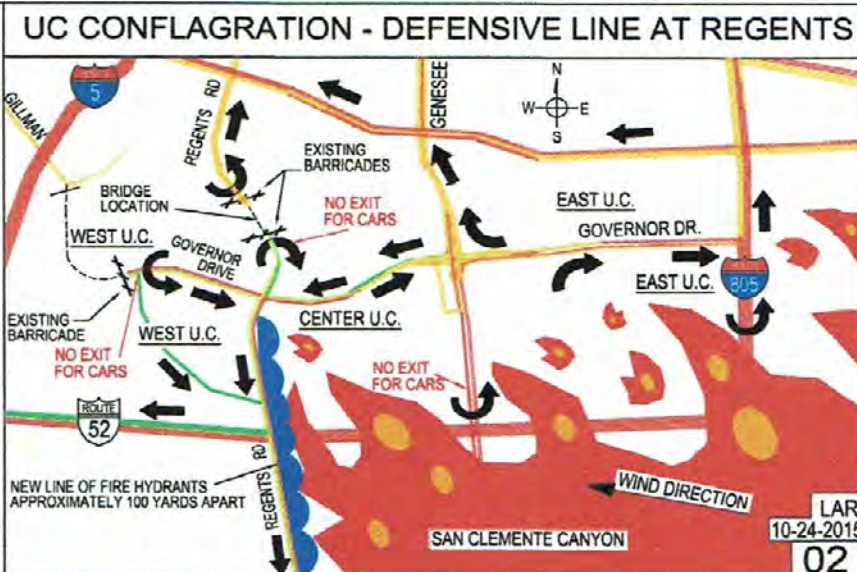 UC CONFLAGRATION - DEFENSIVE LINE AT REGENTS
5
GILLMAN
REGENTS RD
GENESEE
N
W E
S
EXISTING
BARRICADES
BRIDGE
LOCATION
NO EXIT
FOR CARS
EAST U.C.
WEST U.C.
GOVERNOR
DRIVE
GOVERNOR DR.
EAST U.C.
805
EXISTING
BARRICADE
WEST U.C.
CENTER U.C.
NO EXIT
FOR CARS
NO EXIT
FOR CARS
ROUTE
52
NEW LINE OF FIRE HYDRANTS
APPROXIMATELY 100 YARDS APART
REGENTS RD
WIND DIRECTION
SAN CLEMENTE CANYON
LAR
10-24-2015
02